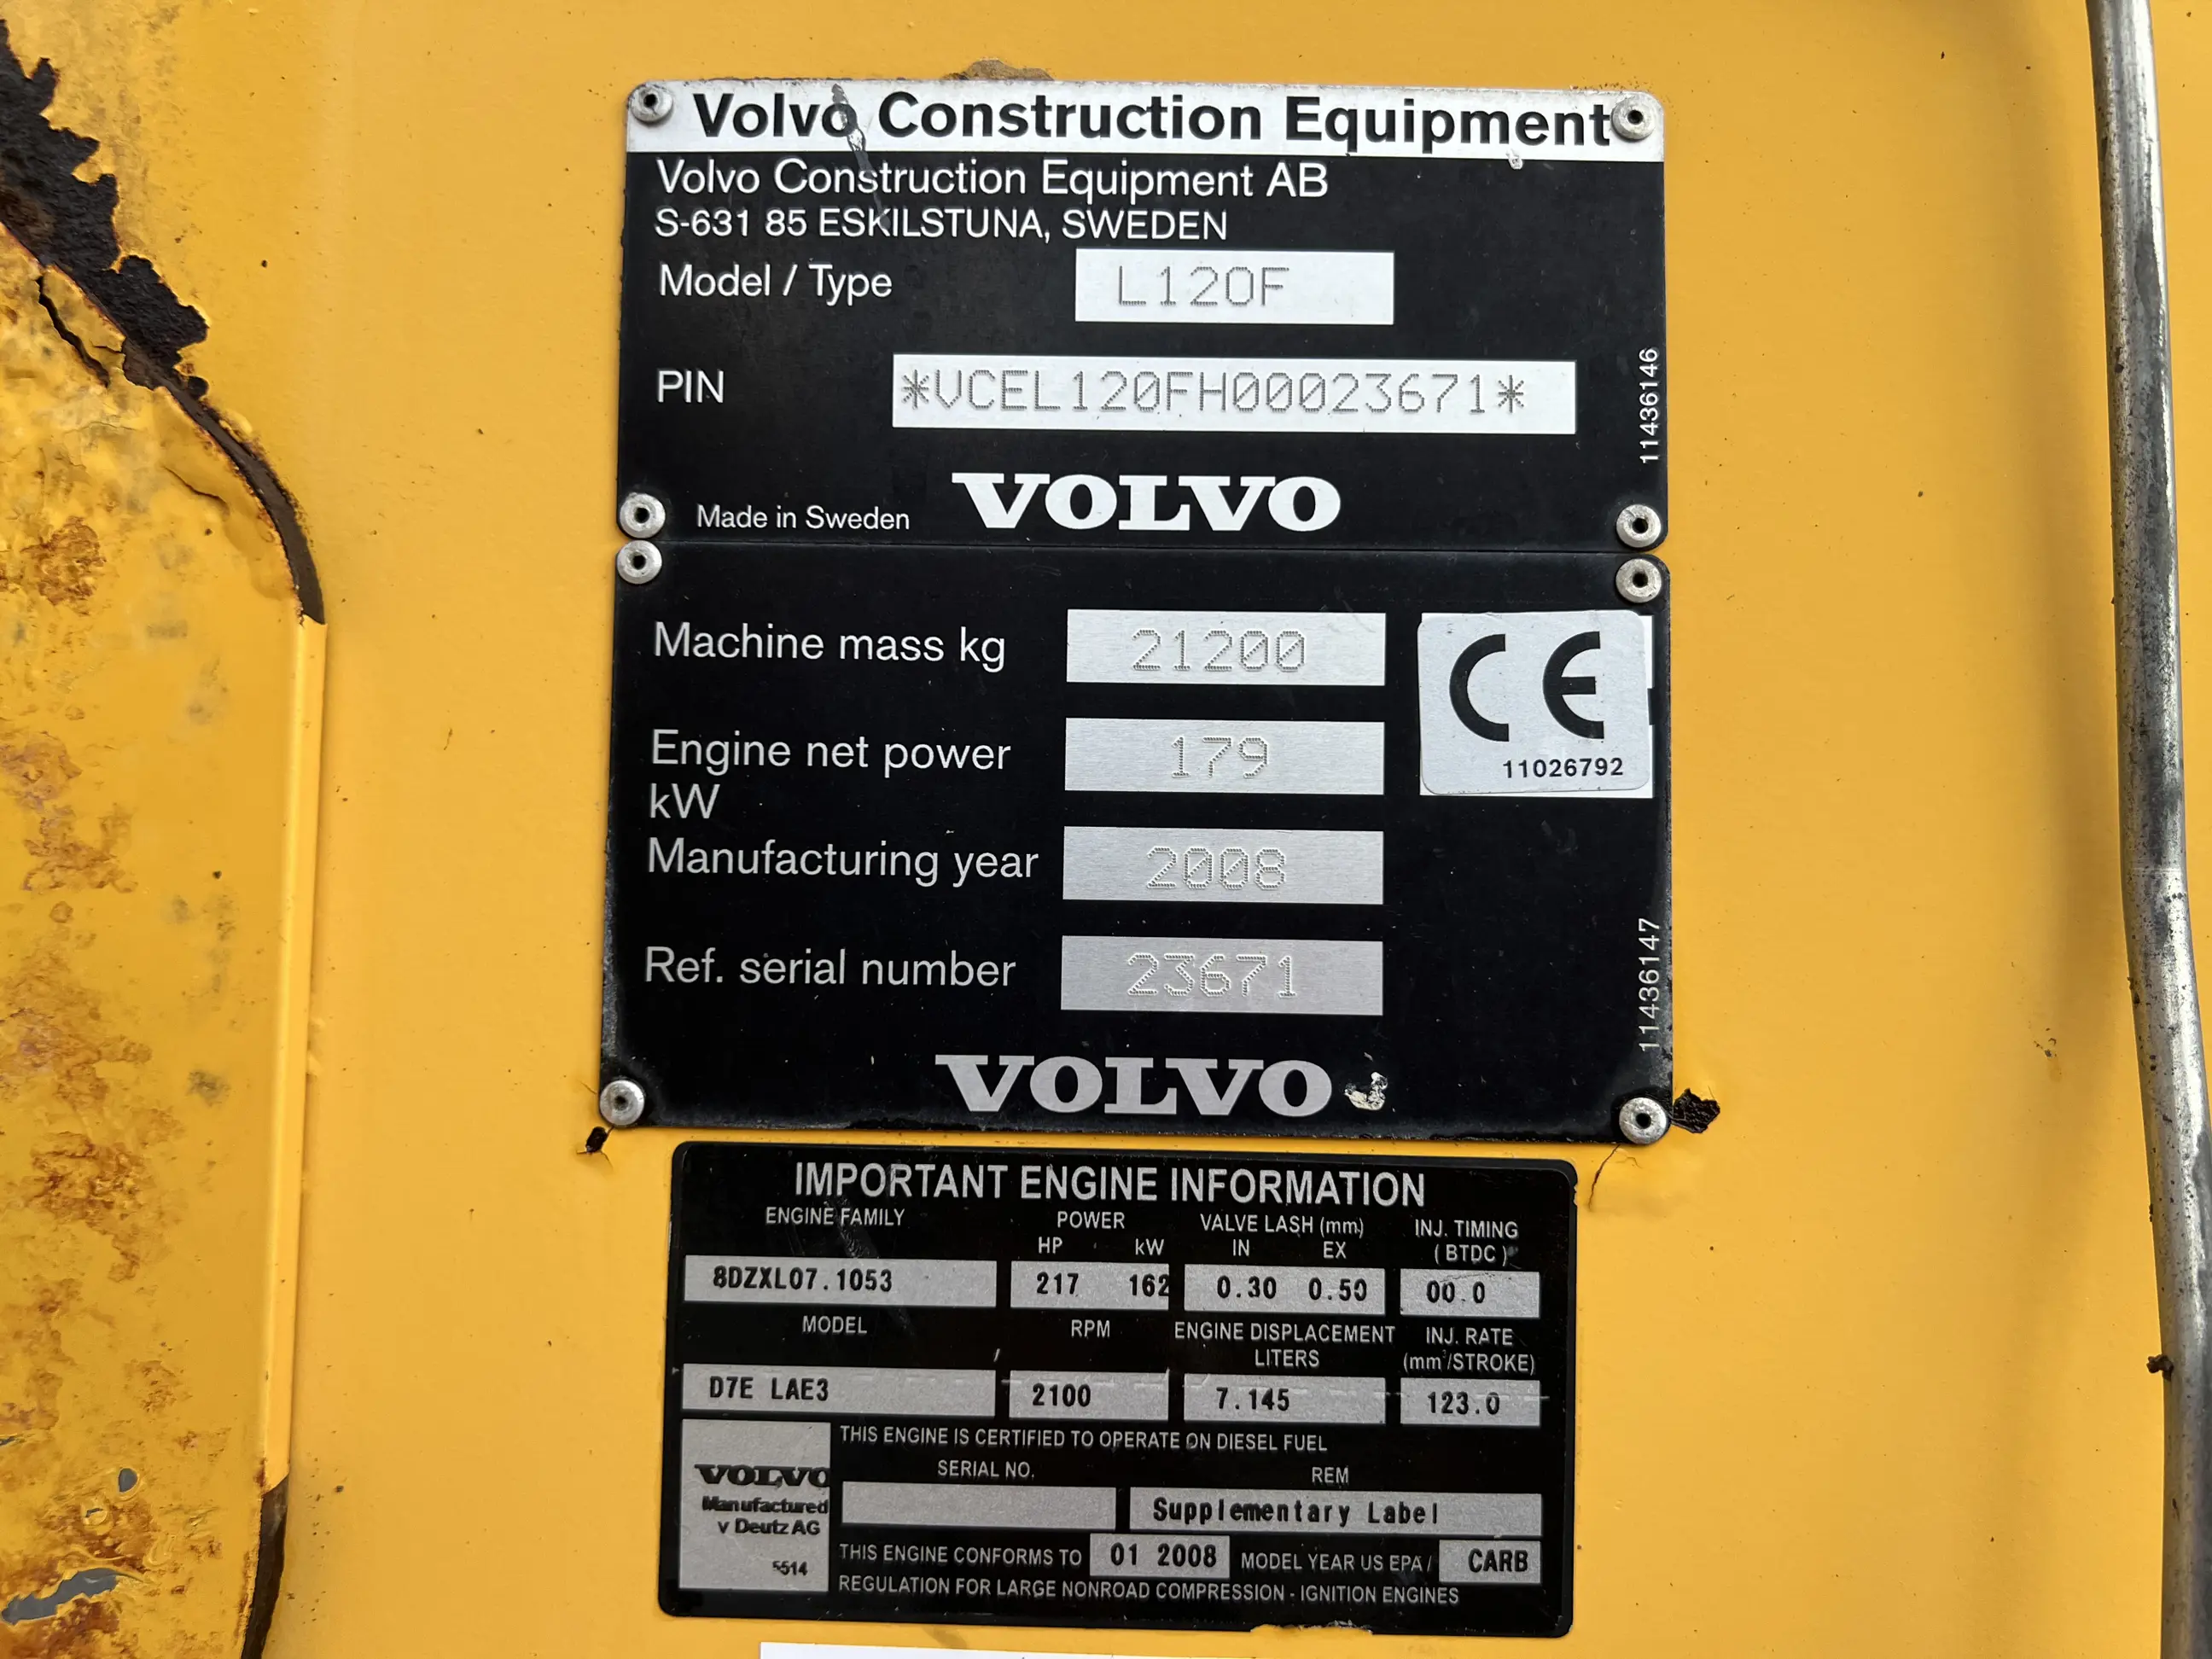 Volvo Construction Equipment
Volvo Construction Equipment AB
S-631 85 ESKILSTUNA, SWEDEN
Model / Type L120F
PIN *VCEL120FH00023671*
11436146
Made in Sweden VOLVO
Machine mass kg 21200
CE
11026792
Engine net power 179
kW
Manufacturing year 2008
Ref. serial number 23671
11436147
VOLVO
IMPORTANT ENGINE INFORMATION
ENGINE FAMILY POWER VALVE LASH (mm) INJ. TIMING
HP kW IN EX (BTDC)
8DZXL07.1053 217 162 0.30 0.50 00.0
MODEL RPM ENGINE DISPLACEMENT INJ. RATE
LITERS (mm³/STROKE)
D7E LAE3 2100 7.145 123.0
THIS ENGINE IS CERTIFIED TO OPERATE ON DIESEL FUEL
SERIAL NO. REM
VOLVO
Manufactured
v Deutz AG
5514
Supplementary Label
THIS ENGINE CONFORMS TO 01 2008 MODEL YEAR US EPA / CARB
REGULATION FOR LARGE NONROAD COMPRESSION - IGNITION ENGINES